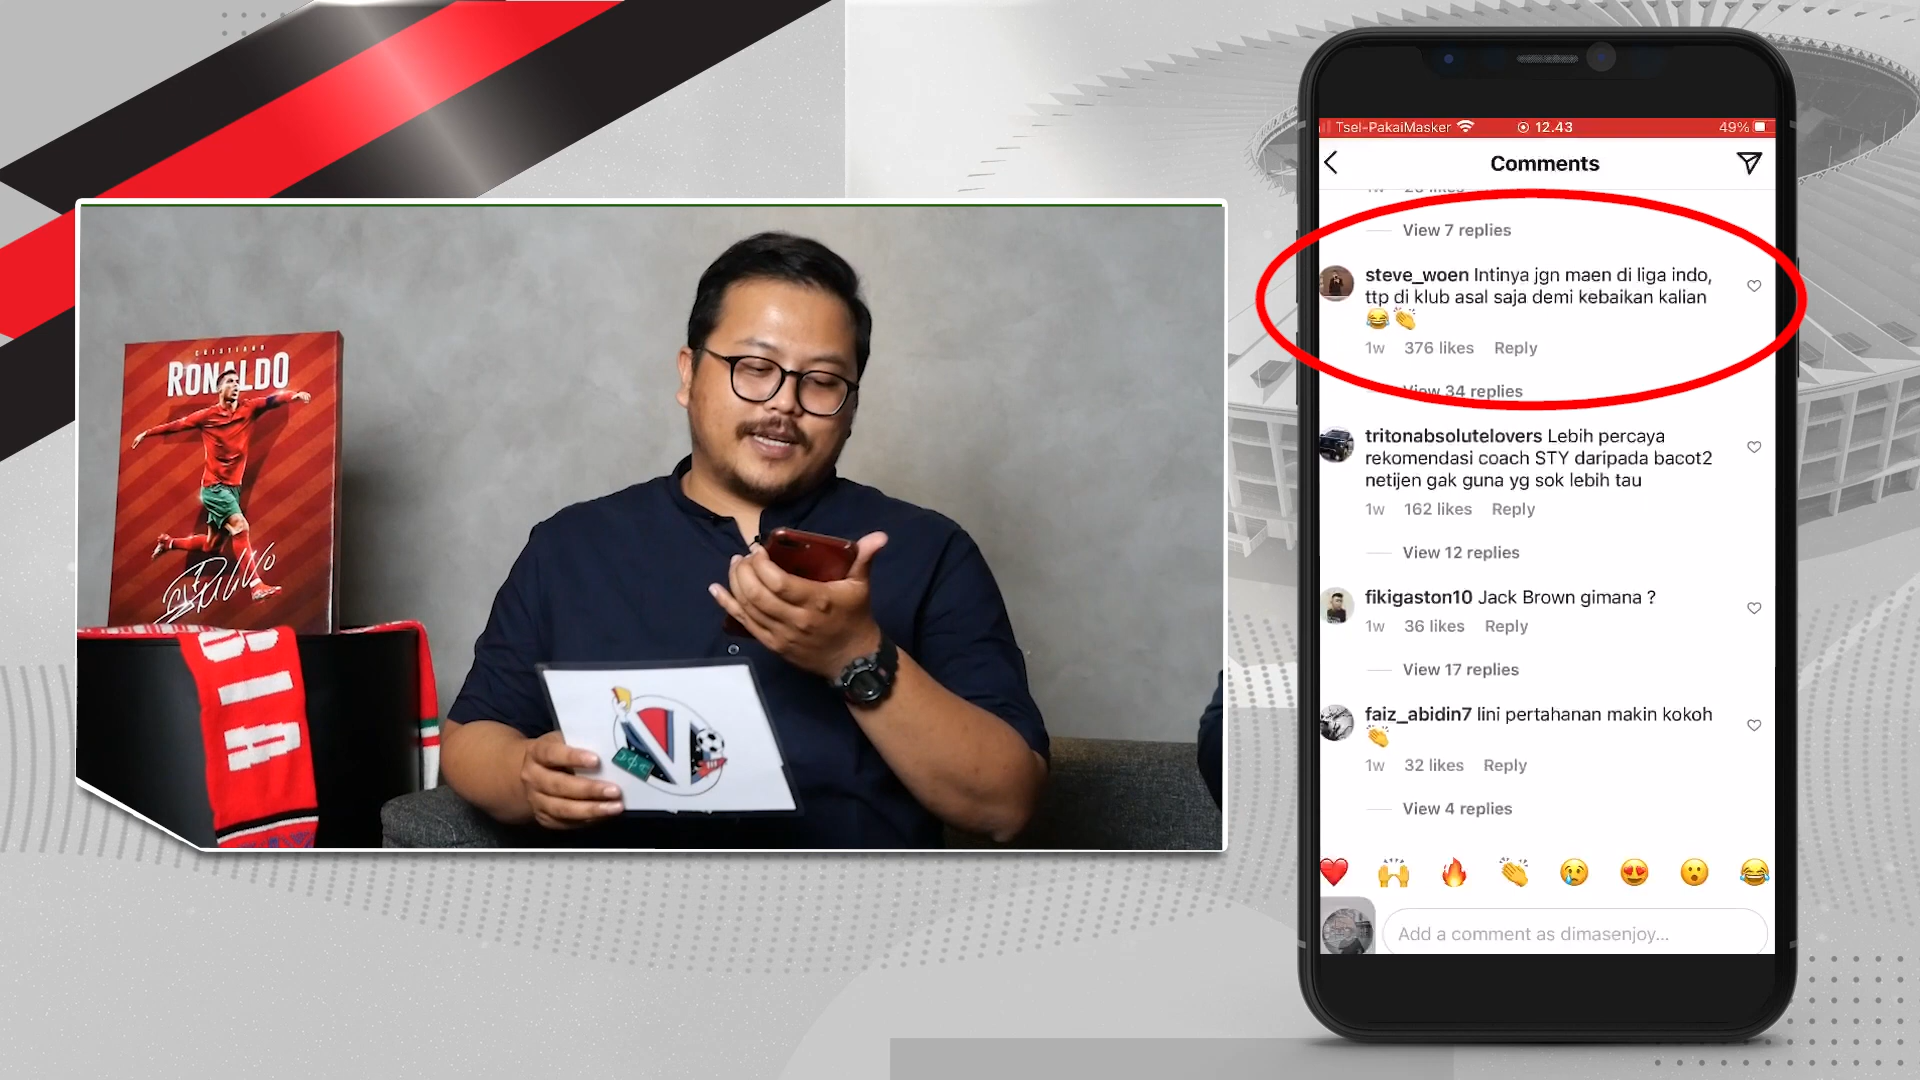 CRISTIANO
RONALDO
SIA
Tsel-PakaiMasker
12.43
49%
Comments
View 7 replies
steve_woen Intinya jgn maen di liga indo,
ttp di klub asal saja demi kebaikan kalian
😂👏
1w 376 likes Reply
View 34 replies
tritonabsolutelovers Lebih percaya
rekomendasi coach STY daripada bacot2
netijen gak guna yg sok lebih tau
1w 162 likes Reply
View 12 replies
fikigaston10 Jack Brown gimana ?
1w 36 likes Reply
View 17 replies
faiz_abidin7 lini pertahanan makin kokoh
👏
1w 32 likes Reply
View 4 replies
Add a comment as dimasenjoy...